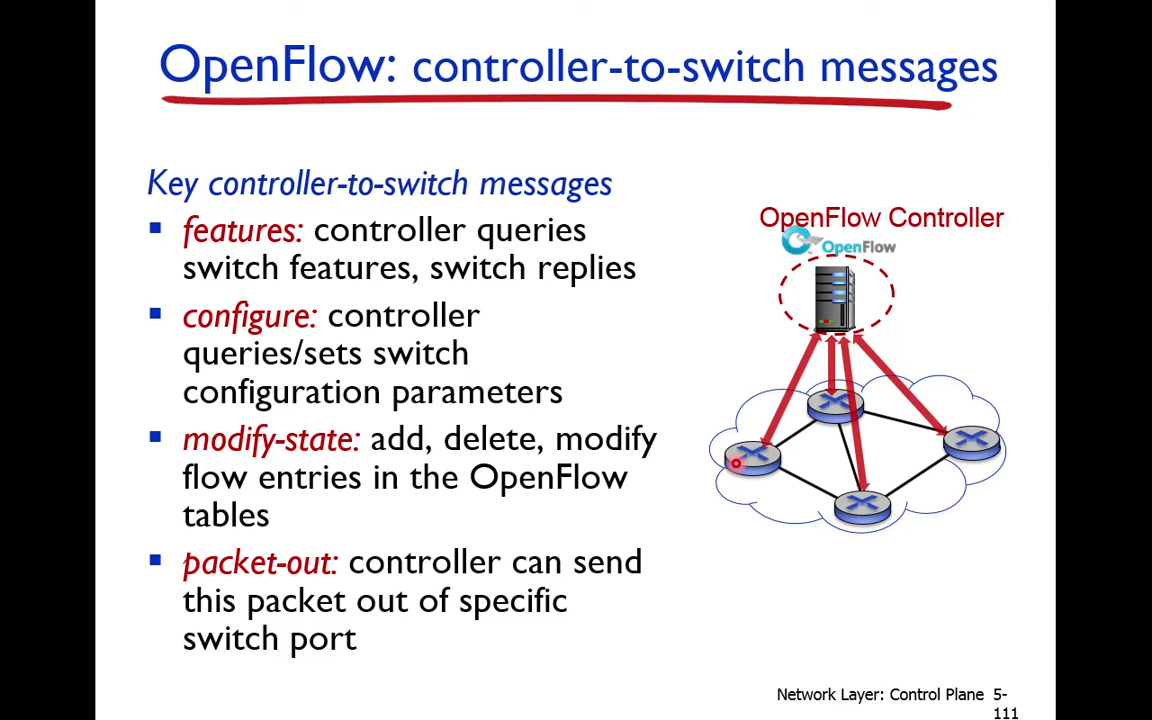 OpenFlow: controller-to-switch messages
Key controller-to-switch messages
features: controller queries
switch features, switch replies
configure: controller
queries/sets switch
configuration parameters
modify-state: add, delete, modify
flow entries in the OpenFlow
tables
packet-out: controller can send
this packet out of specific
switch port
OpenFlow Controller
OpenFlow
Network Layer: Control Plane 5-
111